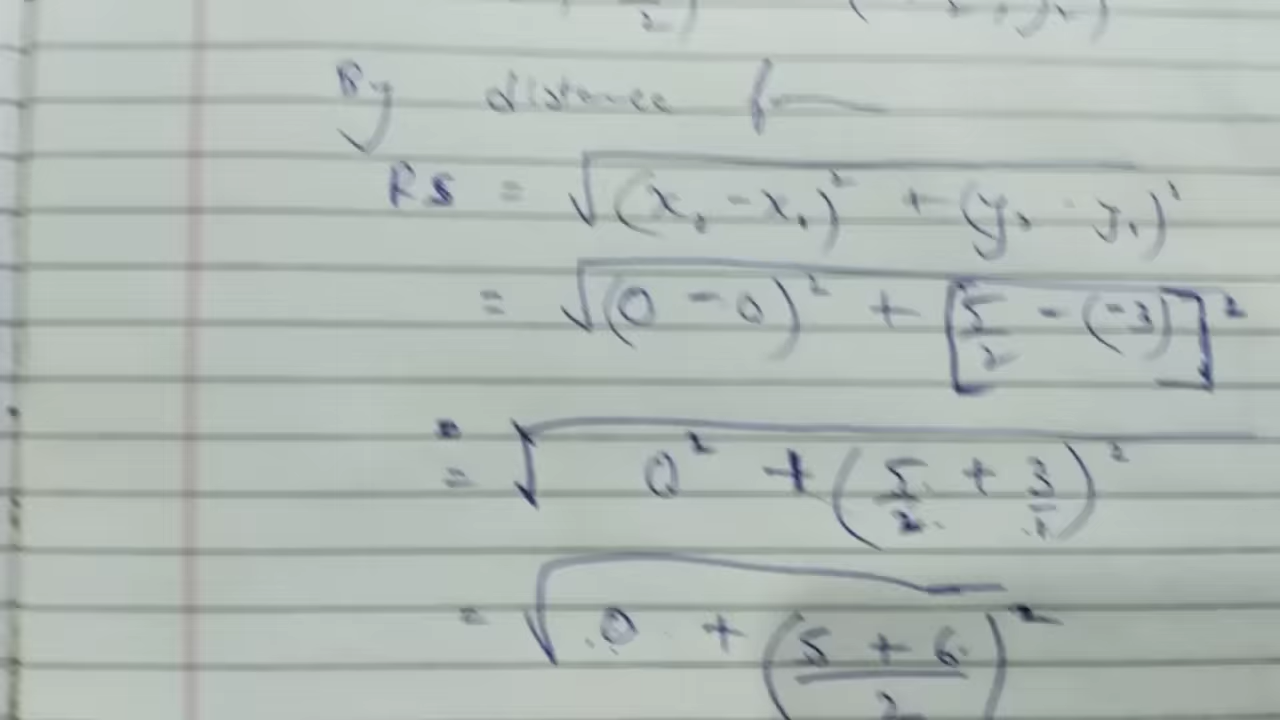 By distance
RS = √(x₂ - x₁)² + (y₂ - y₁)²
= √(0 - 0)² + [5/2 - (-3)]²
= √0² + (5/2 + 3/1)²
= √0 + ((5 + 6)/2)²